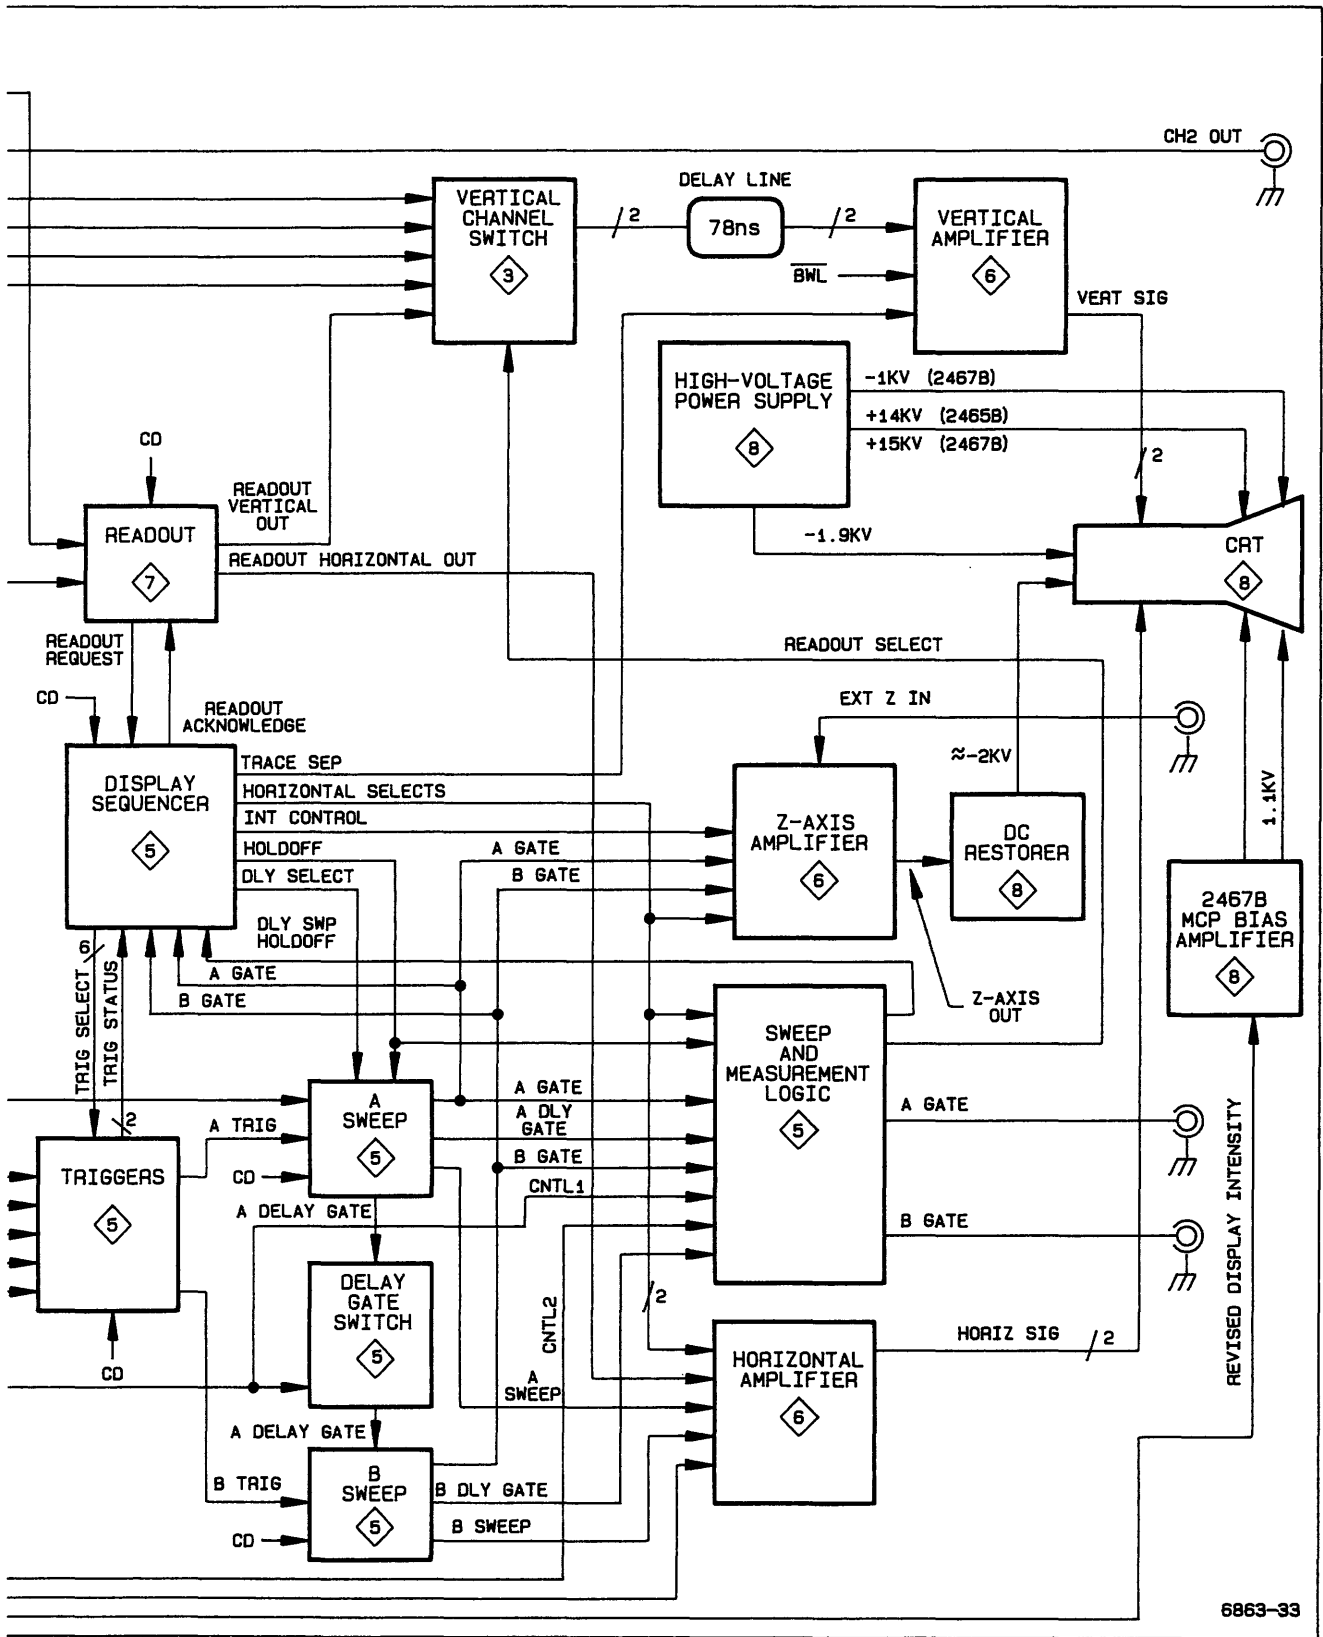 CH2 OUT
VERTICAL
CHANNEL
SWITCH
3
2
DELAY LINE
78ns
2
BWL
VERTICAL
AMPLIFIER
6
VERT SIG
HIGH-VOLTAGE
POWER SUPPLY
8
-1KV (2467B)
+14KV (2465B)
+15KV (2467B)
2
-1.9KV
CRT
8
CD
READOUT
7
READOUT
VERTICAL
OUT
READOUT HORIZONTAL OUT
READOUT
REQUEST
READOUT
ACKNOWLEDGE
READOUT SELECT
CD
DISPLAY
SEQUENCER
5
TRACE SEP
HORIZONTAL SELECTS
INT CONTROL
HOLDOFF
DLY SELECT
DLY SWP
HOLDOFF
A GATE
B GATE
A GATE
B GATE
EXT Z IN
Z-AXIS
AMPLIFIER
6
≈-2KV
DC
RESTORER
8
Z-AXIS
OUT
1.1KV
2467B
MCP BIAS
AMPLIFIER
8
6
TRIG SELECT
TRIG STATUS
2
TRIGGERS
5
CD
A TRIG
CD
A
SWEEP
5
A GATE
A DLY
GATE
B GATE
CNTL1
SWEEP
AND
MEASUREMENT
LOGIC
5
A GATE
B GATE
A DELAY GATE
DELAY
GATE
SWITCH
5
CNTL2
2
A
SWEEP
HORIZONTAL
AMPLIFIER
6
HORIZ SIG
2
REVISED DISPLAY INTENSITY
A DELAY GATE
B TRIG
CD
B
SWEEP
5
B DLY GATE
B SWEEP
6863-33